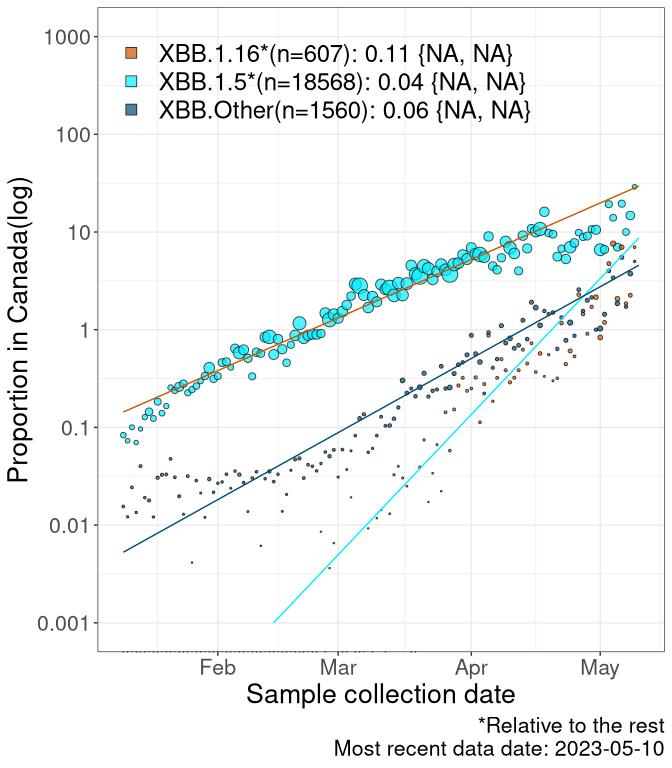 1000
100
10
1
0.1
0.01
0.001
Proportion in Canada(log)
XBB.1.16*(n=607): 0.11 {NA, NA}
XBB.1.5*(n=18568): 0.04 {NA, NA}
XBB.Other(n=1560): 0.06 {NA, NA}
Feb Mar Apr May
Sample collection date
*Relative to the rest
Most recent data date: 2023-05-10